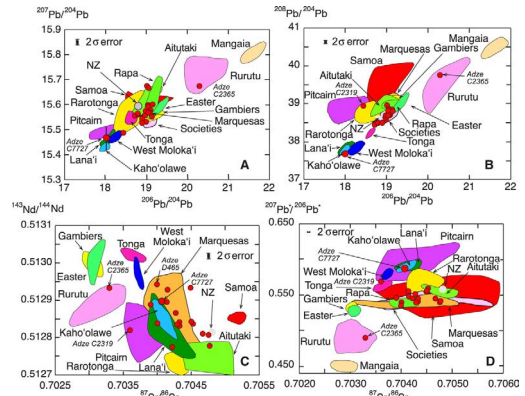 207Pb/204Pb
15.9
15.8
15.7
15.6
15.5
15.4
15.3
2σ error
NZ
Samoa
Rarotonga
Pitcairn
Adze
C7727
Lana'i
Rapa
Aitutaki
Mangaia
Rurutu
Adze
C2365
Easter
Gambiers
Marquesas
Societies
Tonga
West Moloka'i
Kaho'olawe
A
17
18
19
20
21
22
206Pb/204Pb
208Pb/204Pb
41
40
39
38
37
2σ error
Samoa
Aitutaki
Adze
C2319
Pitcairn
Rarotonga
NZ
Lana'i
Kaho'olawe
Marquesas
Gambiers
Mangaia
Rurutu
Adze
C2365
Easter
Rapa
Societies
Tonga
West Moloka'i
Adze
C7727
B
17
18
19
20
21
22
206Pb/204Pb
143Nd/144Nd
0.5131
0.5130
0.5129
0.5128
0.5127
Gambiers
Easter
Rurutu
Adze
C2365
Tonga
West
Moloka'i
Adze
D465
Marquesas
2σ error
Adze
C7727
NZ
Samoa
Kaho'olawe
Adze C2319
Pitcairn
Rarotonga
Lana'i
Aitutaki
C
0.7025
0.7035
0.7045
0.7055
207Pb/206Pb*
0.650
0.550
0.450
2σ error
Adze
C7727
Kaho'olawe
Lana'i
Pitcairn
Rarotonga
NZ
Aitutaki
West Moloka'i
Adze C2319
Tonga
Gambiers
Easter
Rurutu
Adze
C2365
Mangaia
Societies
Samoa
Marquesas
D
0.7020
0.7030
0.7040
0.7050
0.7060